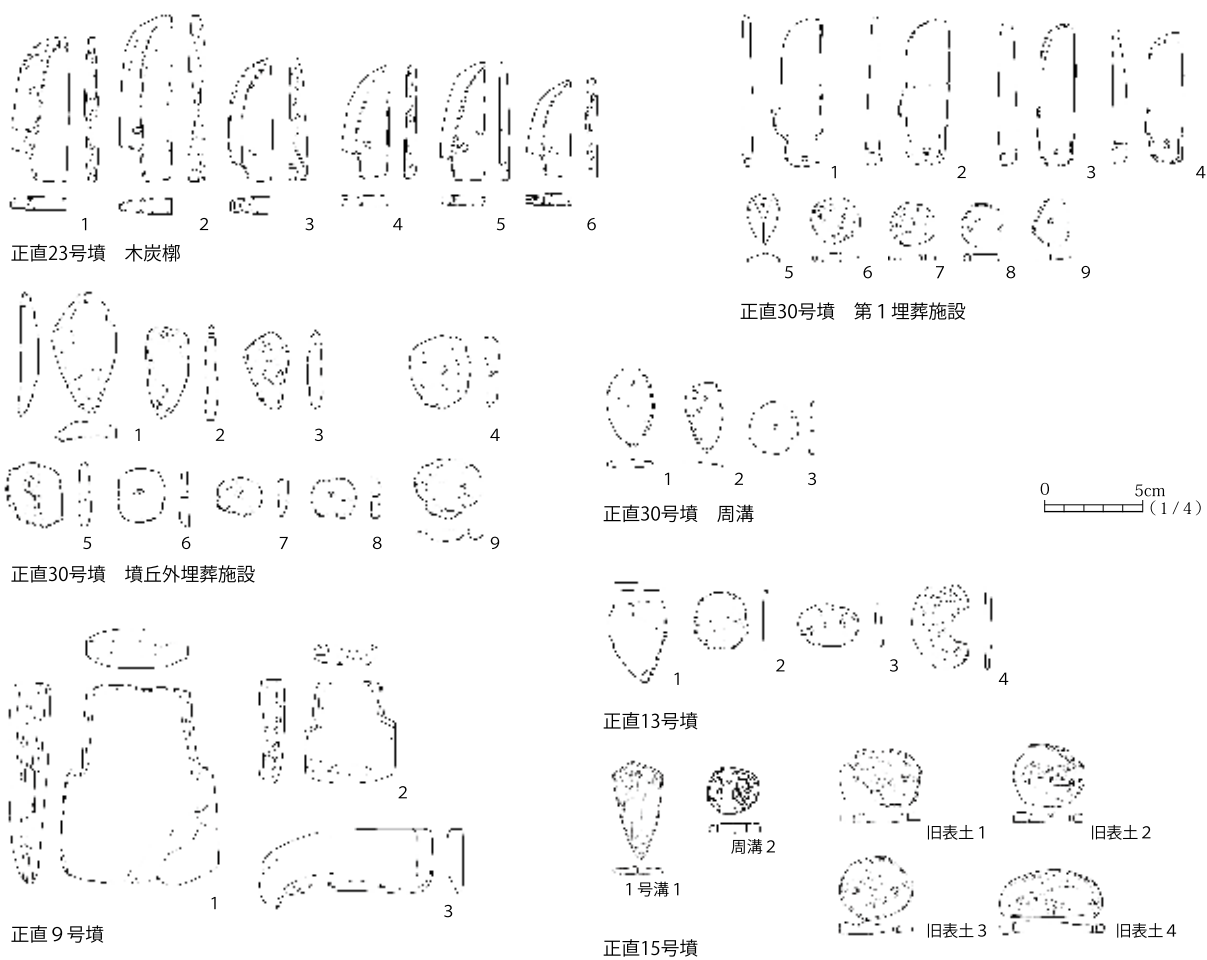 1 2 3 4 5 6
正直23号墳　木炭槨
1 2 3 4
5 6 7 8 9
正直30号墳　第１埋葬施設
1 2 3 4
5 6 7 8 9
正直30号墳　墳丘外埋葬施設
1 2 3
正直30号墳　周溝
0 5cm
（1 / 4）
1
2
3
正直９号墳
1 2 3 4
正直13号墳
１号溝１
周溝２
旧表土１
旧表土２
旧表土３
旧表土４
正直15号墳